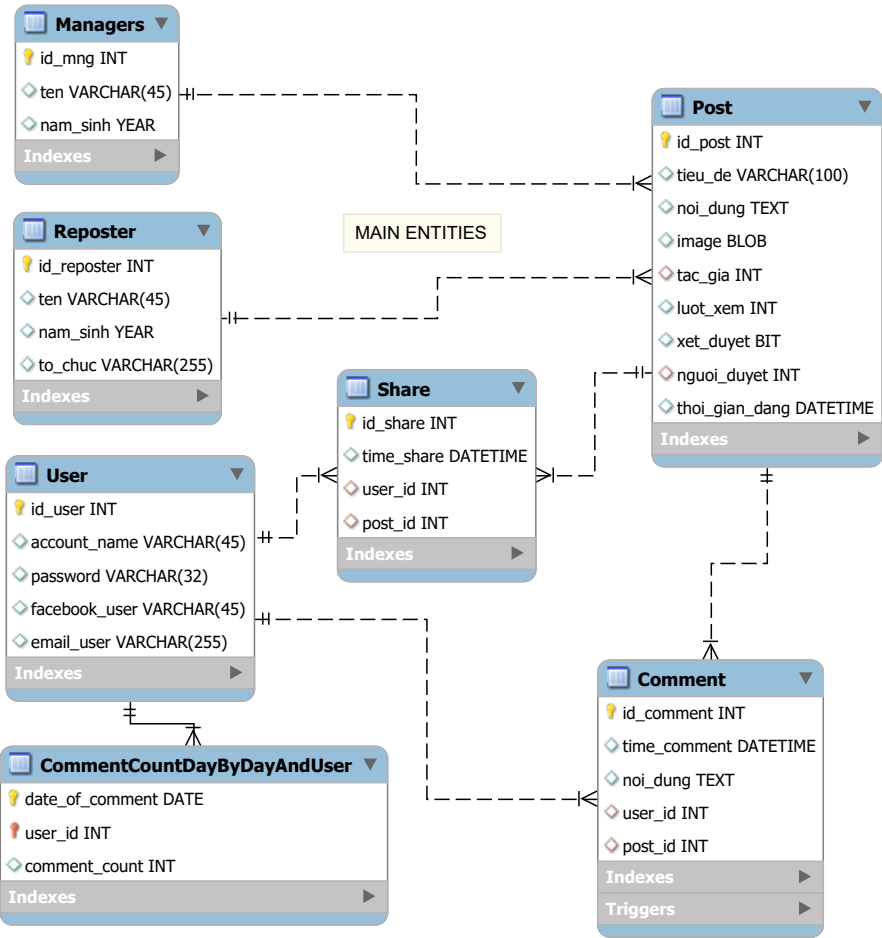 Managers
id_mng INT
ten VARCHAR(45)
nam_sinh YEAR
Indexes
Reposter
id_reposter INT
ten VARCHAR(45)
nam_sinh YEAR
to_chuc VARCHAR(255)
Indexes
MAIN ENTITIES
Post
id_post INT
tieu_de VARCHAR(100)
noi_dung TEXT
image BLOB
tac_gia INT
luot_xem INT
xet_duyet BIT
nguoi_duyet INT
thoi_gian_dang DATETIME
Indexes
Share
id_share INT
time_share DATETIME
user_id INT
post_id INT
Indexes
User
id_user INT
account_name VARCHAR(45)
password VARCHAR(32)
facebook_user VARCHAR(45)
email_user VARCHAR(255)
Indexes
CommentCountDayByDayAndUser
date_of_comment DATE
user_id INT
comment_count INT
Indexes
Comment
id_comment INT
time_comment DATETIME
noi_dung TEXT
user_id INT
post_id INT
Indexes
Triggers